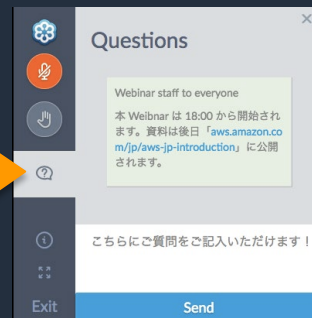 Questions
Webinar staff to everyone
本 Weibnar は 18:00 から開始され
ます。資料は後日「aws.amazon.co
m/jp/aws-jp-introduction」に公開
されます。
こちらにご質問をご記入いただけます！
Exit
Send